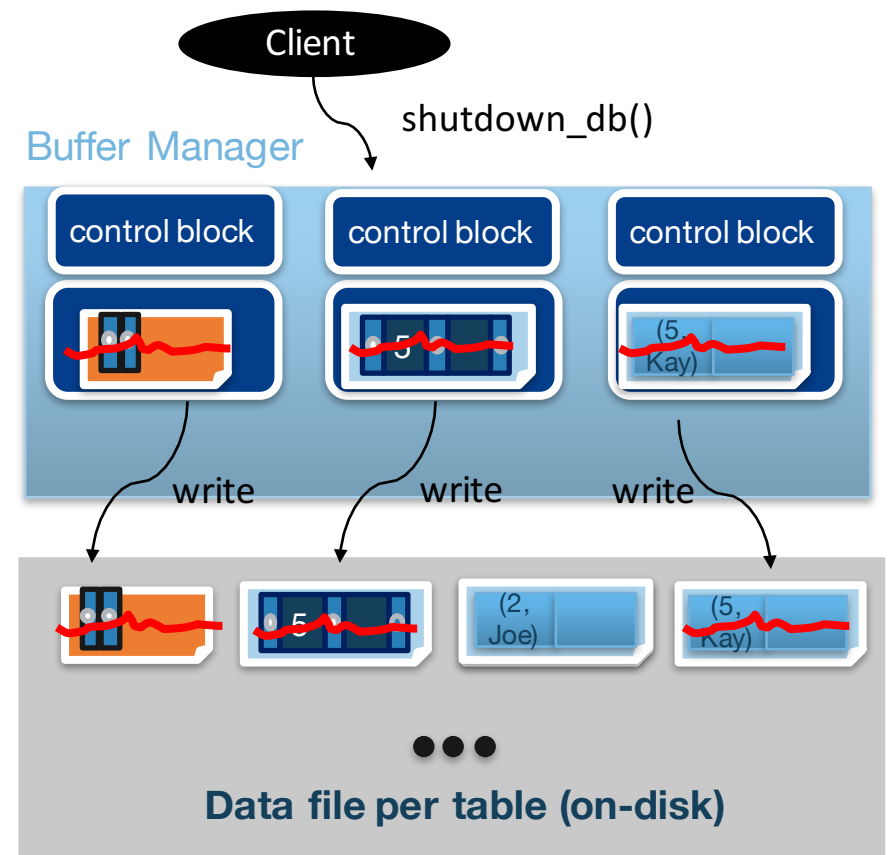 Client
shutdown_db()
Buffer Manager
control block
control block
control block
5
(5,
Kay)
write
write
write
5
(2,
Joe)
(5,
Kay)
Data file per table (on-disk)